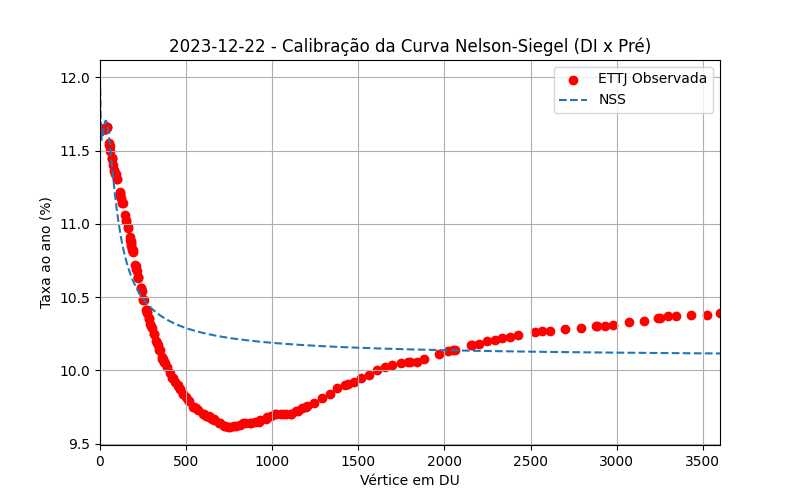 2023-12-22 - Calibração da Curva Nelson-Siegel (DI x Pré)
ETTJ Observada
NSS
Taxa ao ano (%)
12.0
11.5
11.0
10.5
10.0
9.5
0 500 1000 1500 2000 2500 3000 3500
Vértice em DU